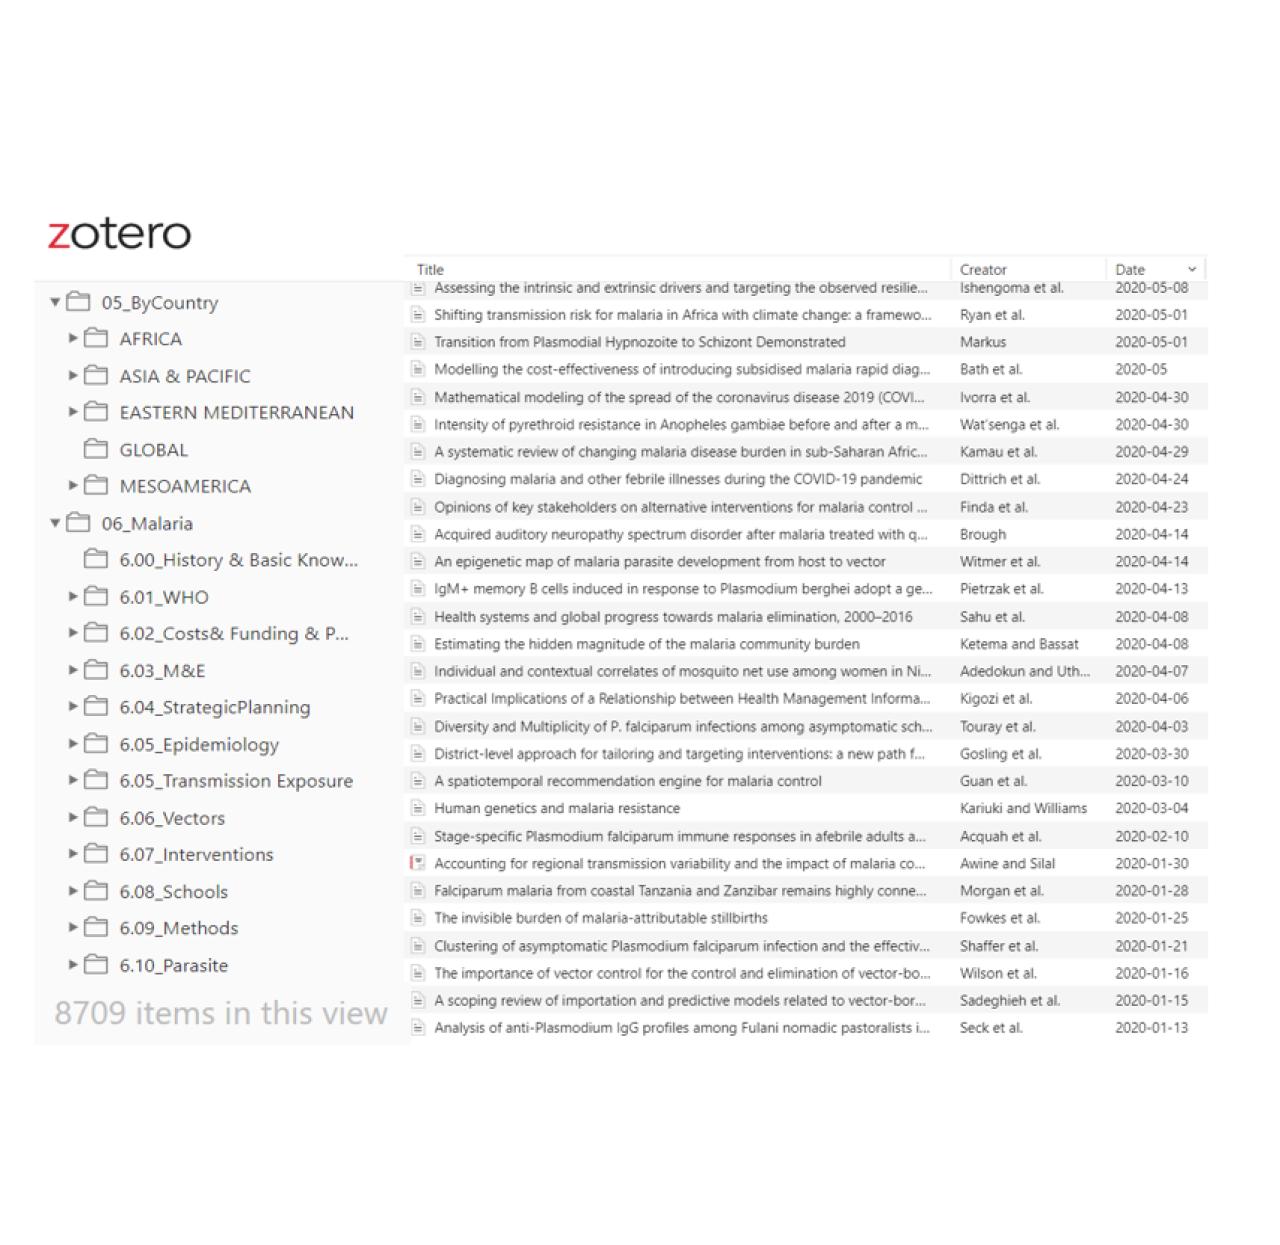 zotero
05_ByCountry
AFRICA
ASIA & PACIFIC
EASTERN MEDITERRANEAN
GLOBAL
MESOAMERICA
06_Malaria
6.00_History & Basic Know...
6.01_WHO
6.02_Costs& Funding & P...
6.03_M&E
6.04_StrategicPlanning
6.05_Epidemiology
6.05_Transmission Exposure
6.06_Vectors
6.07_Interventions
6.08_Schools
6.09_Methods
6.10_Parasite
8709 items in this view
Title Creator Date
Assessing the intrinsic and extrinsic drivers and targeting the observed resilie... Ishengoma et al. 2020-05-08
Shifting transmission risk for malaria in Africa with climate change: a framewo... Ryan et al. 2020-05-01
Transition from Plasmodial Hypnozoite to Schizont Demonstrated Markus 2020-05-01
Modelling the cost-effectiveness of introducing subsidised malaria rapid diag... Bath et al. 2020-05
Mathematical modeling of the spread of the coronavirus disease 2019 (COVI... Ivorra et al. 2020-04-30
Intensity of pyrethroid resistance in Anopheles gambiae before and after a m... Wat'senga et al. 2020-04-30
A systematic review of changing malaria disease burden in sub-Saharan Afric... Kamau et al. 2020-04-29
Diagnosing malaria and other febrile illnesses during the COVID-19 pandemic Dittrich et al. 2020-04-24
Opinions of key stakeholders on alternative interventions for malaria control ... Finda et al. 2020-04-23
Acquired auditory neuropathy spectrum disorder after malaria treated with q... Brough 2020-04-14
An epigenetic map of malaria parasite development from host to vector Witmer et al. 2020-04-14
IgM+ memory B cells induced in response to Plasmodium berghei adopt a ge... Pietrzak et al. 2020-04-13
Health systems and global progress towards malaria elimination, 2000–2016 Sahu et al. 2020-04-08
Estimating the hidden magnitude of the malaria community burden Ketema and Bassat 2020-04-08
Individual and contextual correlates of mosquito net use among women in Ni... Adedokun and Uth... 2020-04-07
Practical Implications of a Relationship between Health Management Informa... Kigozi et al. 2020-04-06
Diversity and Multiplicity of P. falciparum infections among asymptomatic sch... Touray et al. 2020-04-03
District-level approach for tailoring and targeting interventions: a new path f... Gosling et al. 2020-03-30
A spatiotemporal recommendation engine for malaria control Guan et al. 2020-03-10
Human genetics and malaria resistance Kariuki and Williams 2020-03-04
Stage-specific Plasmodium falciparum immune responses in afebrile adults a... Acquah et al. 2020-02-10
Accounting for regional transmission variability and the impact of malaria co... Awine and Silal 2020-01-30
Falciparum malaria from coastal Tanzania and Zanzibar remains highly conne... Morgan et al. 2020-01-28
The invisible burden of malaria-attributable stillbirths Fowkes et al. 2020-01-25
Clustering of asymptomatic Plasmodium falciparum infection and the effectiv... Shaffer et al. 2020-01-21
The importance of vector control for the control and elimination of vector-bo... Wilson et al. 2020-01-16
A scoping review of importation and predictive models related to vector-bor... Sadeghieh et al. 2020-01-15
Analysis of anti-Plasmodium IgG profiles among Fulani nomadic pastoralists i... Seck et al. 2020-01-13